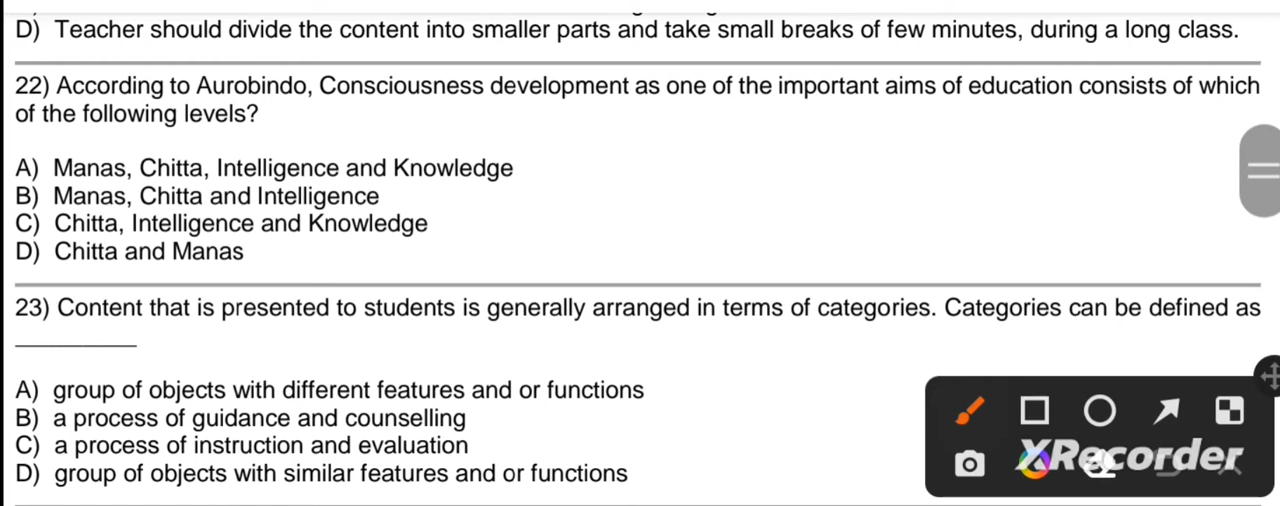 D) Teacher should divide the content into smaller parts and take small breaks of few minutes, during a long class.
22) According to Aurobindo, Consciousness development as one of the important aims of education consists of which
of the following levels?
A) Manas, Chitta, Intelligence and Knowledge
B) Manas, Chitta and Intelligence
C) Chitta, Intelligence and Knowledge
D) Chitta and Manas
23) Content that is presented to students is generally arranged in terms of categories. Categories can be defined as
__________
A) group of objects with different features and or functions
B) a process of guidance and counselling
C) a process of instruction and evaluation
D) group of objects with similar features and or functions
XRecorder